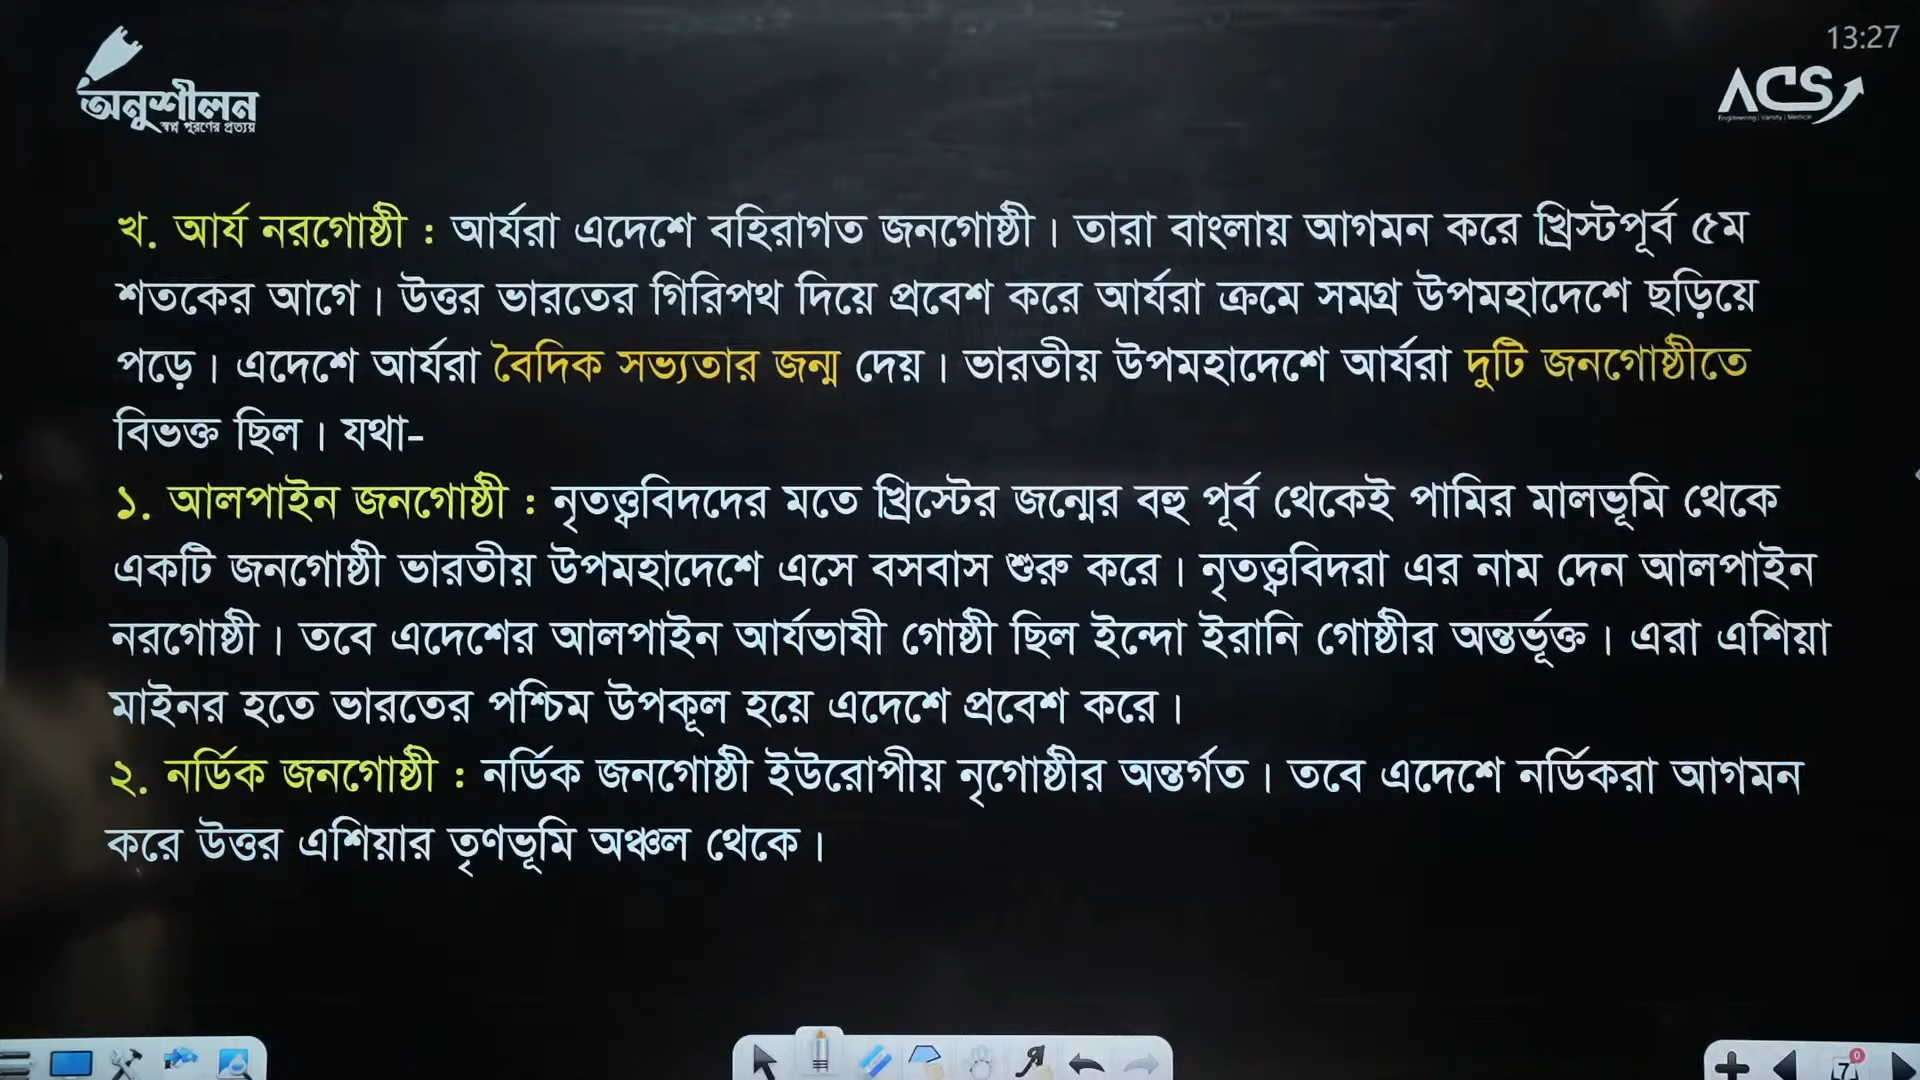 13:27
অনুশীলন
স্বপ্ন পূরণের প্রত্যয়
ACS
Engineering | Varsity | Medical
খ. আর্য নরগোষ্ঠী : আর্যরা এদেশে বহিরাগত জনগোষ্ঠী। তারা বাংলায় আগমন করে খ্রিস্টপূর্ব ৫ম
শতকের আগে। উত্তর ভারতের গিরিপথ দিয়ে প্রবেশ করে আর্যরা ক্রমে সমগ্র উপমহাদেশে ছড়িয়ে
পড়ে। এদেশে আর্যরা বৈদিক সভ্যতার জন্ম দেয়। ভারতীয় উপমহাদেশে আর্যরা দুটি জনগোষ্ঠীতে
বিভক্ত ছিল। যথা-
১. আলপাইন জনগোষ্ঠী : নৃতত্ত্ববিদদের মতে খ্রিস্টের জন্মের বহু পূর্ব থেকেই পামির মালভূমি থেকে
একটি জনগোষ্ঠী ভারতীয় উপমহাদেশে এসে বসবাস শুরু করে। নৃতত্ত্ববিদরা এর নাম দেন আলপাইন
নরগোষ্ঠী। তবে এদেশের আলপাইন আর্যভাষী গোষ্ঠী ছিল ইন্দো ইরানি গোষ্ঠীর অন্তর্ভূক্ত। এরা এশিয়া
মাইনর হতে ভারতের পশ্চিম উপকূল হয়ে এদেশে প্রবেশ করে।
২. নর্ডিক জনগোষ্ঠী : নর্ডিক জনগোষ্ঠী ইউরোপীয় নৃগোষ্ঠীর অন্তর্গত। তবে এদেশে নর্ডিকরা আগমন
করে উত্তর এশিয়ার তৃণভূমি অঞ্চল থেকে।
7
0